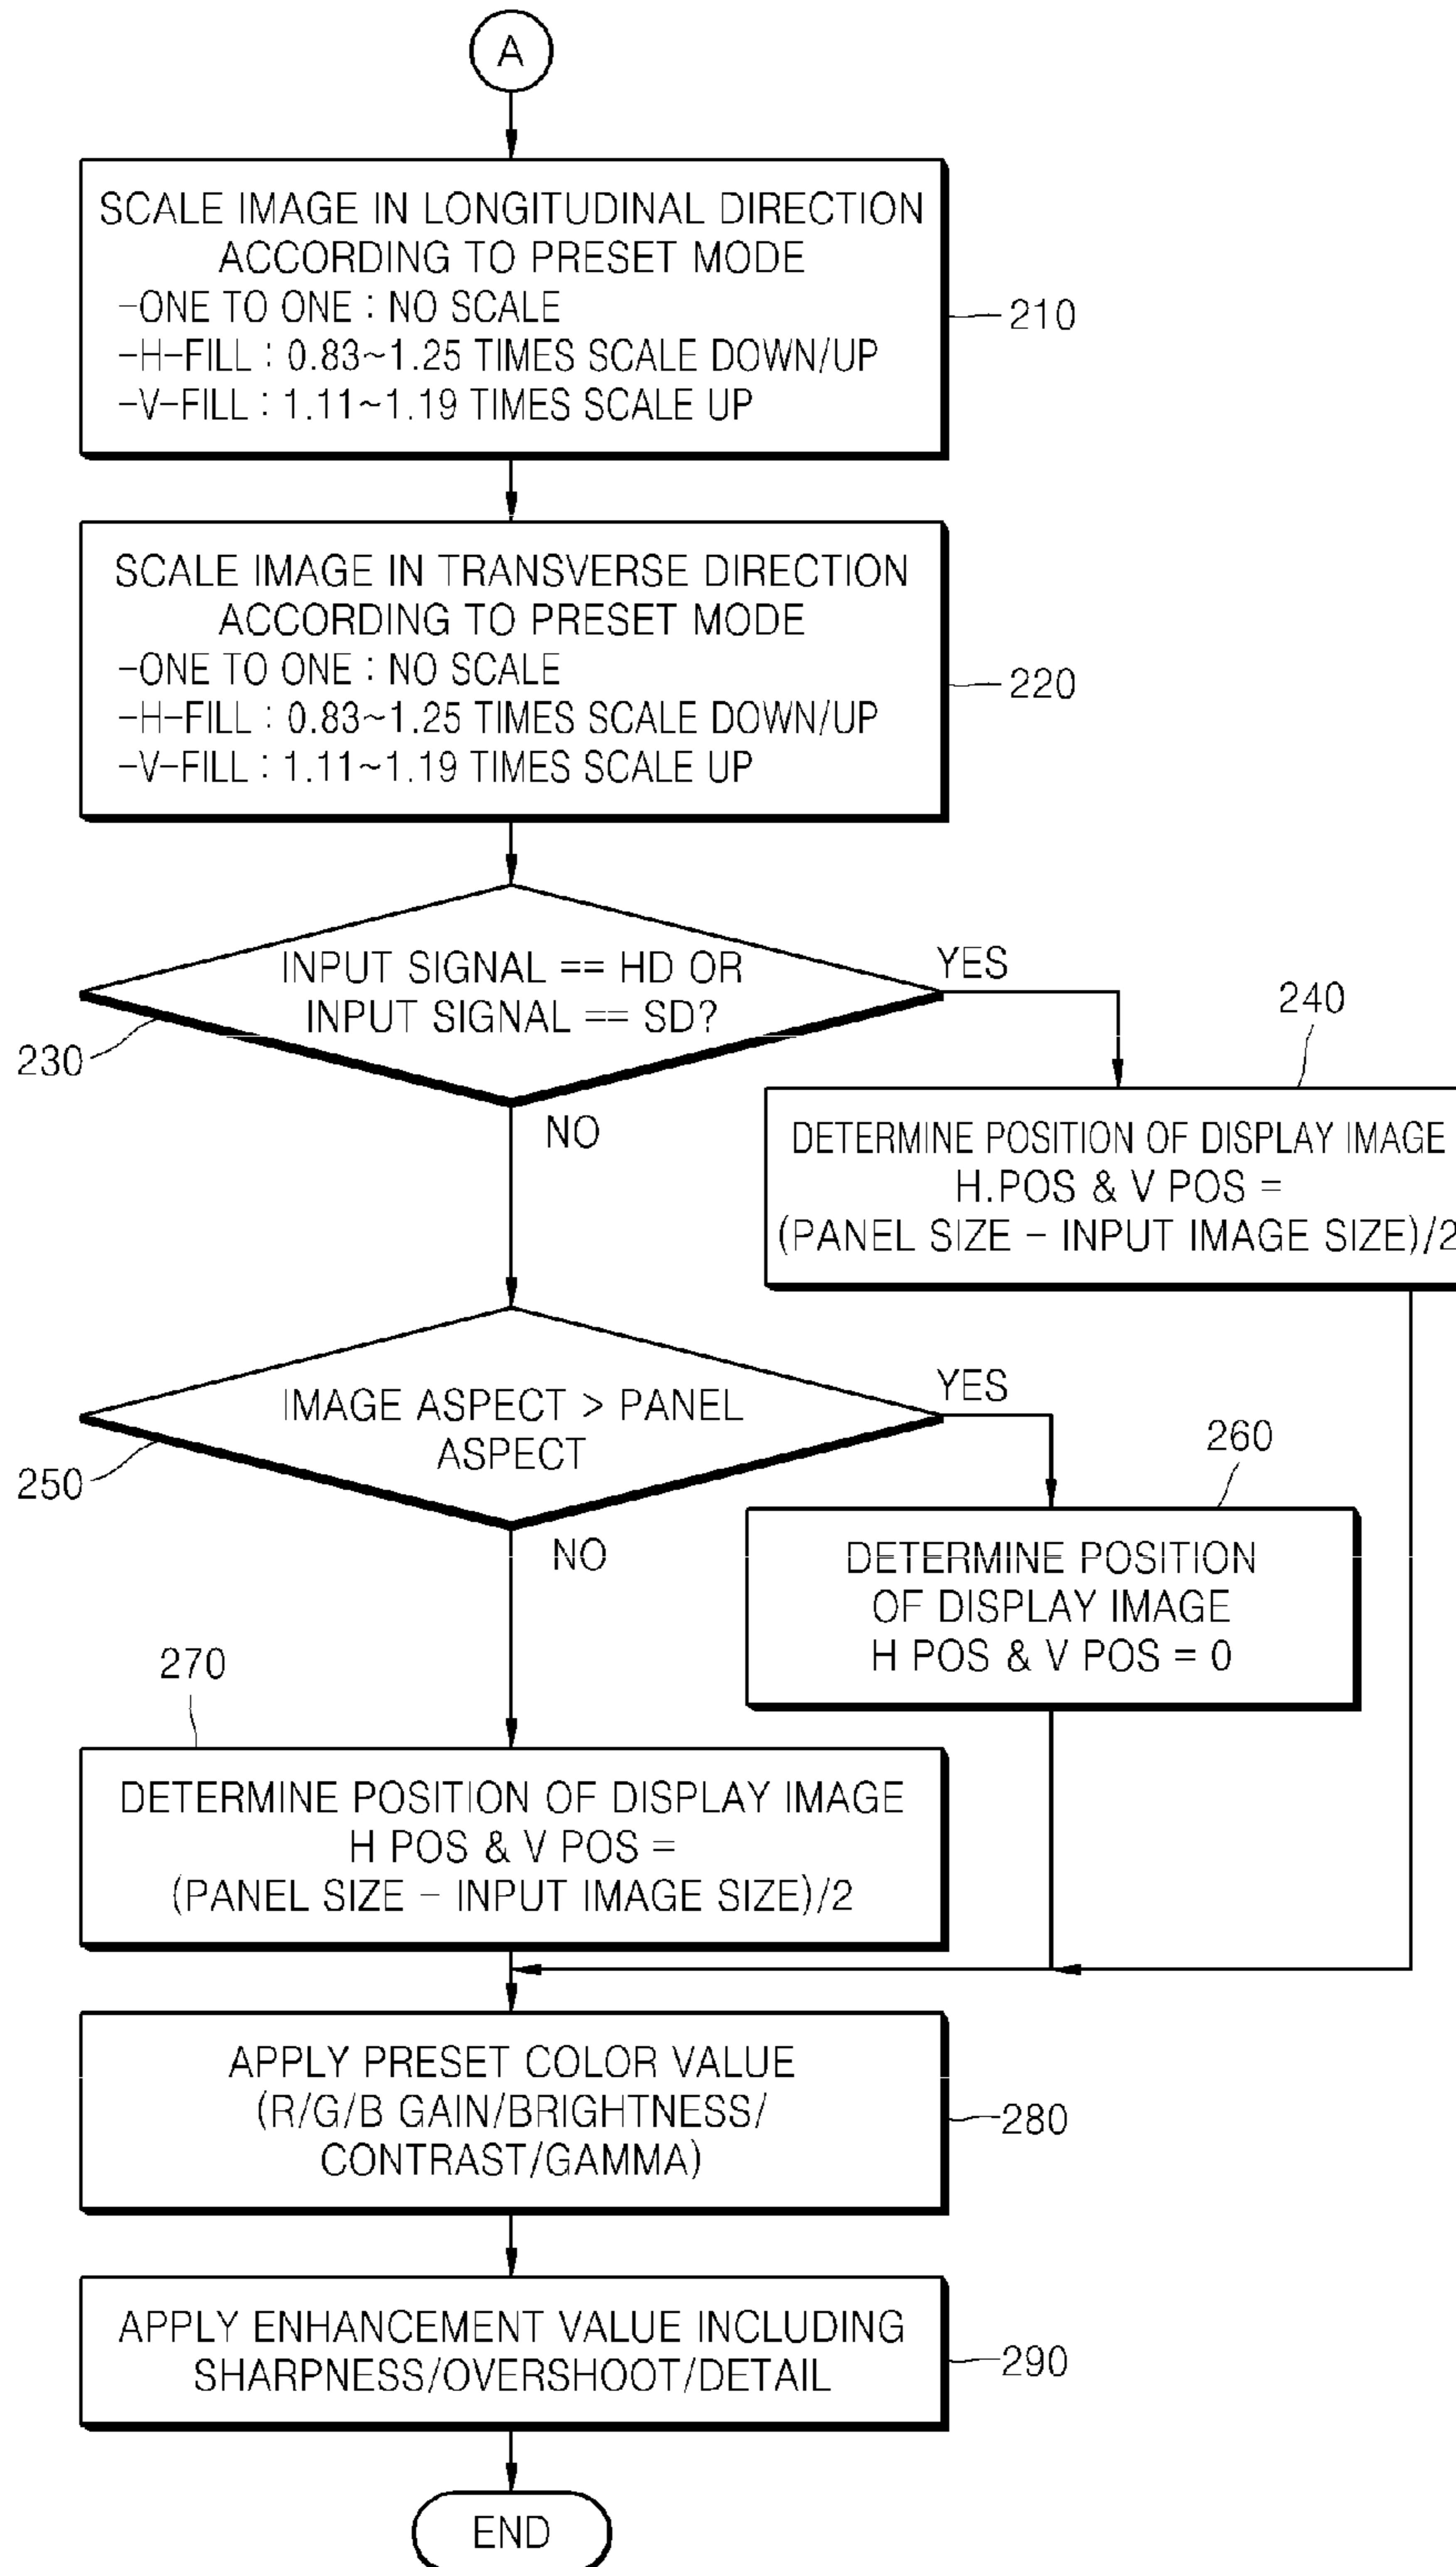 A
SCALE IMAGE IN LONGITUDINAL DIRECTION
ACCORDING TO PRESET MODE
-ONE TO ONE : NO SCALE
-H-FILL : 0.83~1.25 TIMES SCALE DOWN/UP
-V-FILL : 1.11~1.19 TIMES SCALE UP
210
SCALE IMAGE IN TRANSVERSE DIRECTION
ACCORDING TO PRESET MODE
-ONE TO ONE : NO SCALE
-H-FILL : 0.83~1.25 TIMES SCALE DOWN/UP
-V-FILL : 1.11~1.19 TIMES SCALE UP
220
INPUT SIGNAL == HD OR
INPUT SIGNAL == SD?
230
YES
NO
240
DETERMINE POSITION OF DISPLAY IMAGE
H.POS & V POS =
(PANEL SIZE - INPUT IMAGE SIZE)/2
IMAGE ASPECT > PANEL
ASPECT
250
YES
NO
260
DETERMINE POSITION
OF DISPLAY IMAGE
H POS & V POS = 0
270
DETERMINE POSITION OF DISPLAY IMAGE
H POS & V POS =
(PANEL SIZE - INPUT IMAGE SIZE)/2
APPLY PRESET COLOR VALUE
(R/G/B GAIN/BRIGHTNESS/
CONTRAST/GAMMA)
280
APPLY ENHANCEMENT VALUE INCLUDING
SHARPNESS/OVERSHOOT/DETAIL
290
END